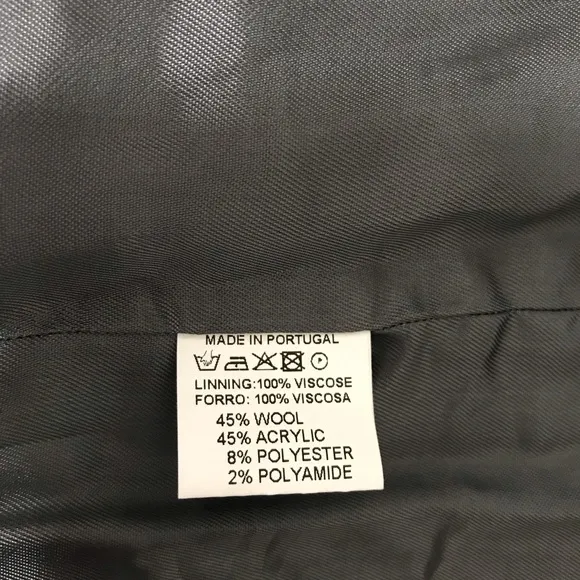 MADE IN PORTUGAL
LINNING:100% VISCOSE
FORRO: 100% VISCOSA
45% WOOL
45% ACRYLIC
8% POLYESTER
2% POLYAMIDE